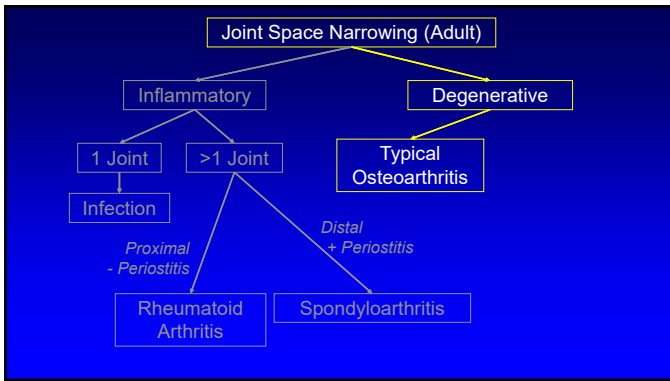 Joint Space Narrowing (Adult)
Inflammatory
Degenerative
1 Joint
>1 Joint
Typical
Osteoarthritis
Infection
Distal
+ Periostitis
Proximal
- Periostitis
Rheumatoid
Arthritis
Spondyloarthritis